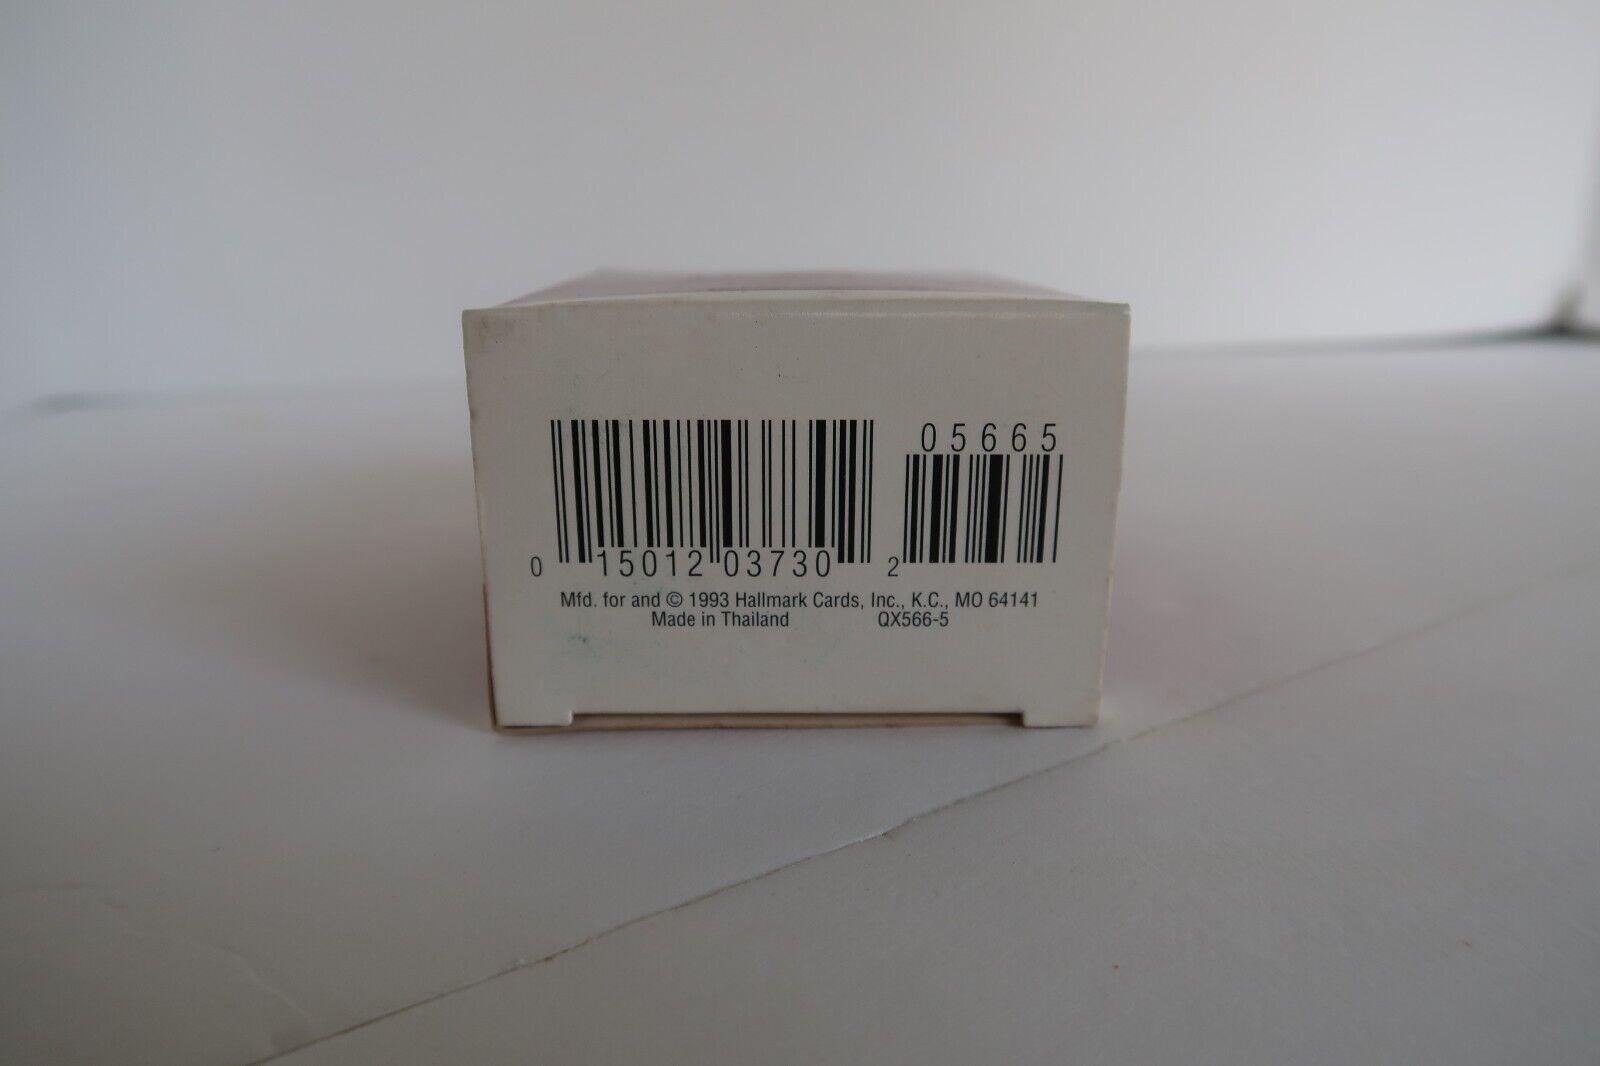 05665
0 15012 03730 2
Mfd. for and © 1993 Hallmark Cards, Inc., K.C., MO 64141
Made in Thailand QX566-5